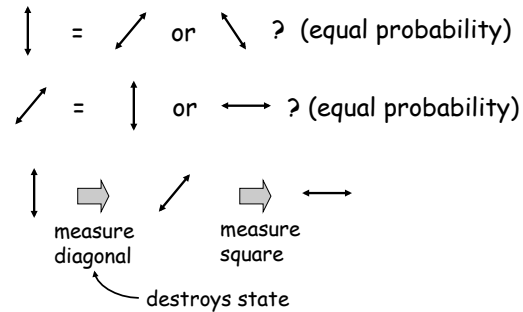 = or ? (equal probability)
= or ? (equal probability)
measure
diagonal
measure
square
destroys state